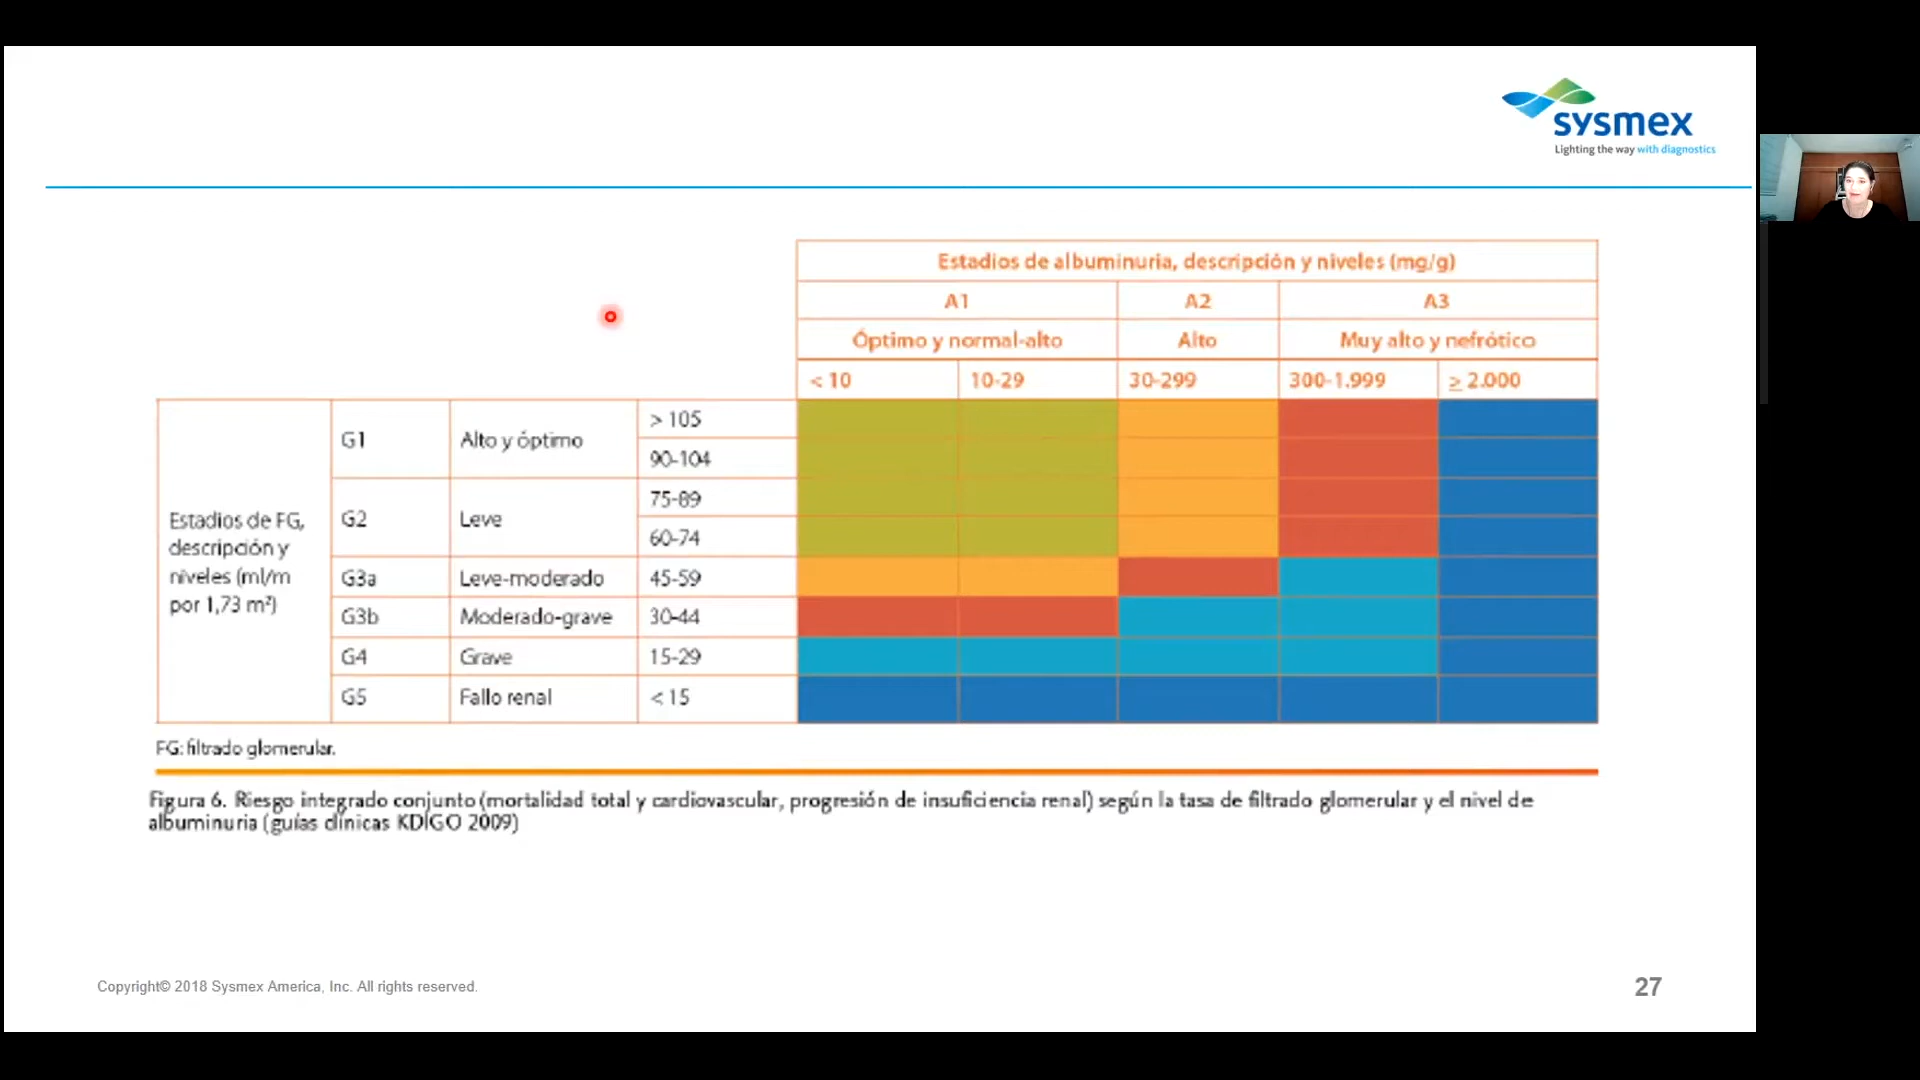 sysmex
Lighting the way with diagnostics
Estadios de albuminuria, descripción y niveles (mg/g)
A1 A2 A3
Óptimo y normal-alto Alto Muy alto y nefrótico
< 10 10-29 30-299 300-1.999 ≥ 2.000
Estadios de FG,
descripción y
niveles (ml/m
por 1,73 m²)
G1 Alto y óptimo > 105
90-104
G2 Leve 75-89
60-74
G3a Leve-moderado 45-59
G3b Moderado-grave 30-44
G4 Grave 15-29
G5 Fallo renal < 15
FG: filtrado glomerular.
Figura 6. Riesgo integrado conjunto (mortalidad total y cardiovascular, progresión de insuficiencia renal) según la tasa de filtrado glomerular y el nivel de
albuminuria (guías clínicas KDIGO 2009)
Copyright© 2018 Sysmex America, Inc. All rights reserved.
27